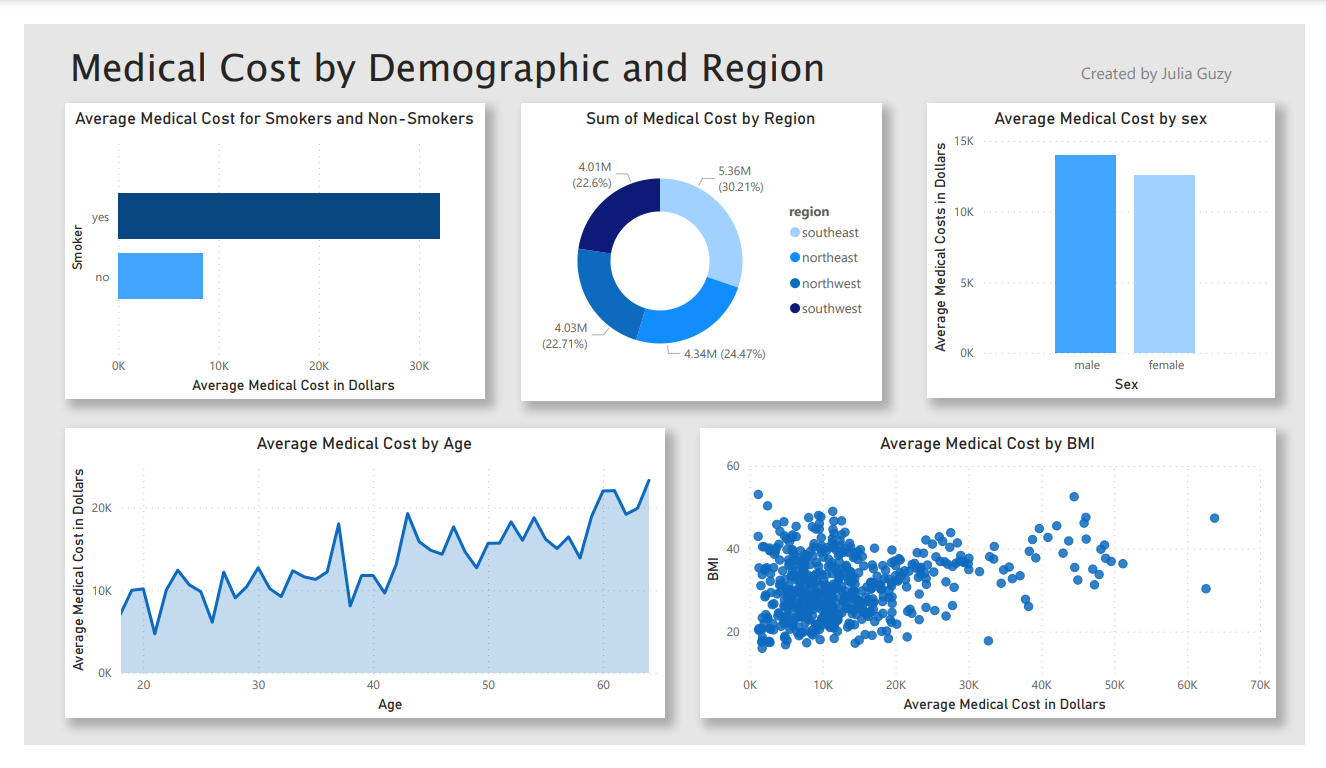 Medical Cost by Demographic and Region
Created by Julia Guzy
Average Medical Cost for Smokers and Non-Smokers
Smoker
yes
no
0K 10K 20K 30K
Average Medical Cost in Dollars
Sum of Medical Cost by Region
4.01M
(22.6%)
5.36M
(30.21%)
4.03M
(22.71%)
4.34M (24.47%)
region
southeast
northeast
northwest
southwest
Average Medical Cost by sex
Average Medical Costs in Dollars
15K
10K
5K
0K
male female
Sex
Average Medical Cost by Age
Average Medical Cost in Dollars
20K
10K
0K
20 30 40 50 60
Age
Average Medical Cost by BMI
BMI
60
40
20
0K 10K 20K 30K 40K 50K 60K 70K
Average Medical Cost in Dollars